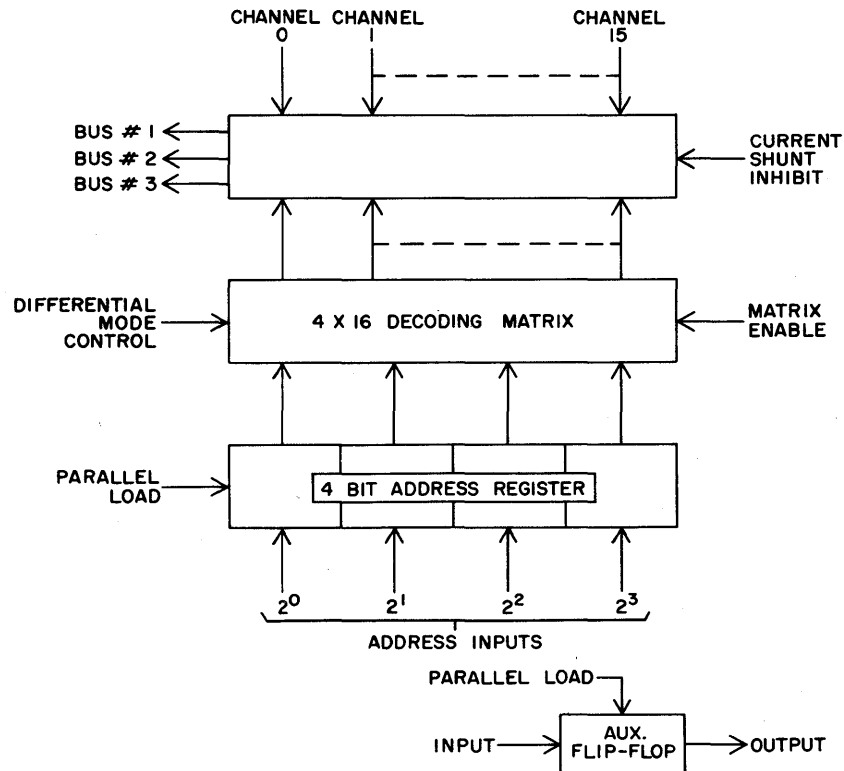 CHANNEL 0
CHANNEL 1
CHANNEL 15
BUS # 1
BUS # 2
BUS # 3
CURRENT
SHUNT
INHIBIT
DIFFERENTIAL
MODE
CONTROL
4 X 16 DECODING MATRIX
MATRIX
ENABLE
PARALLEL
LOAD
4 BIT ADDRESS REGISTER
2⁰ 2¹ 2² 2³
ADDRESS INPUTS
PARALLEL LOAD
INPUT
AUX.
FLIP-FLOP
OUTPUT